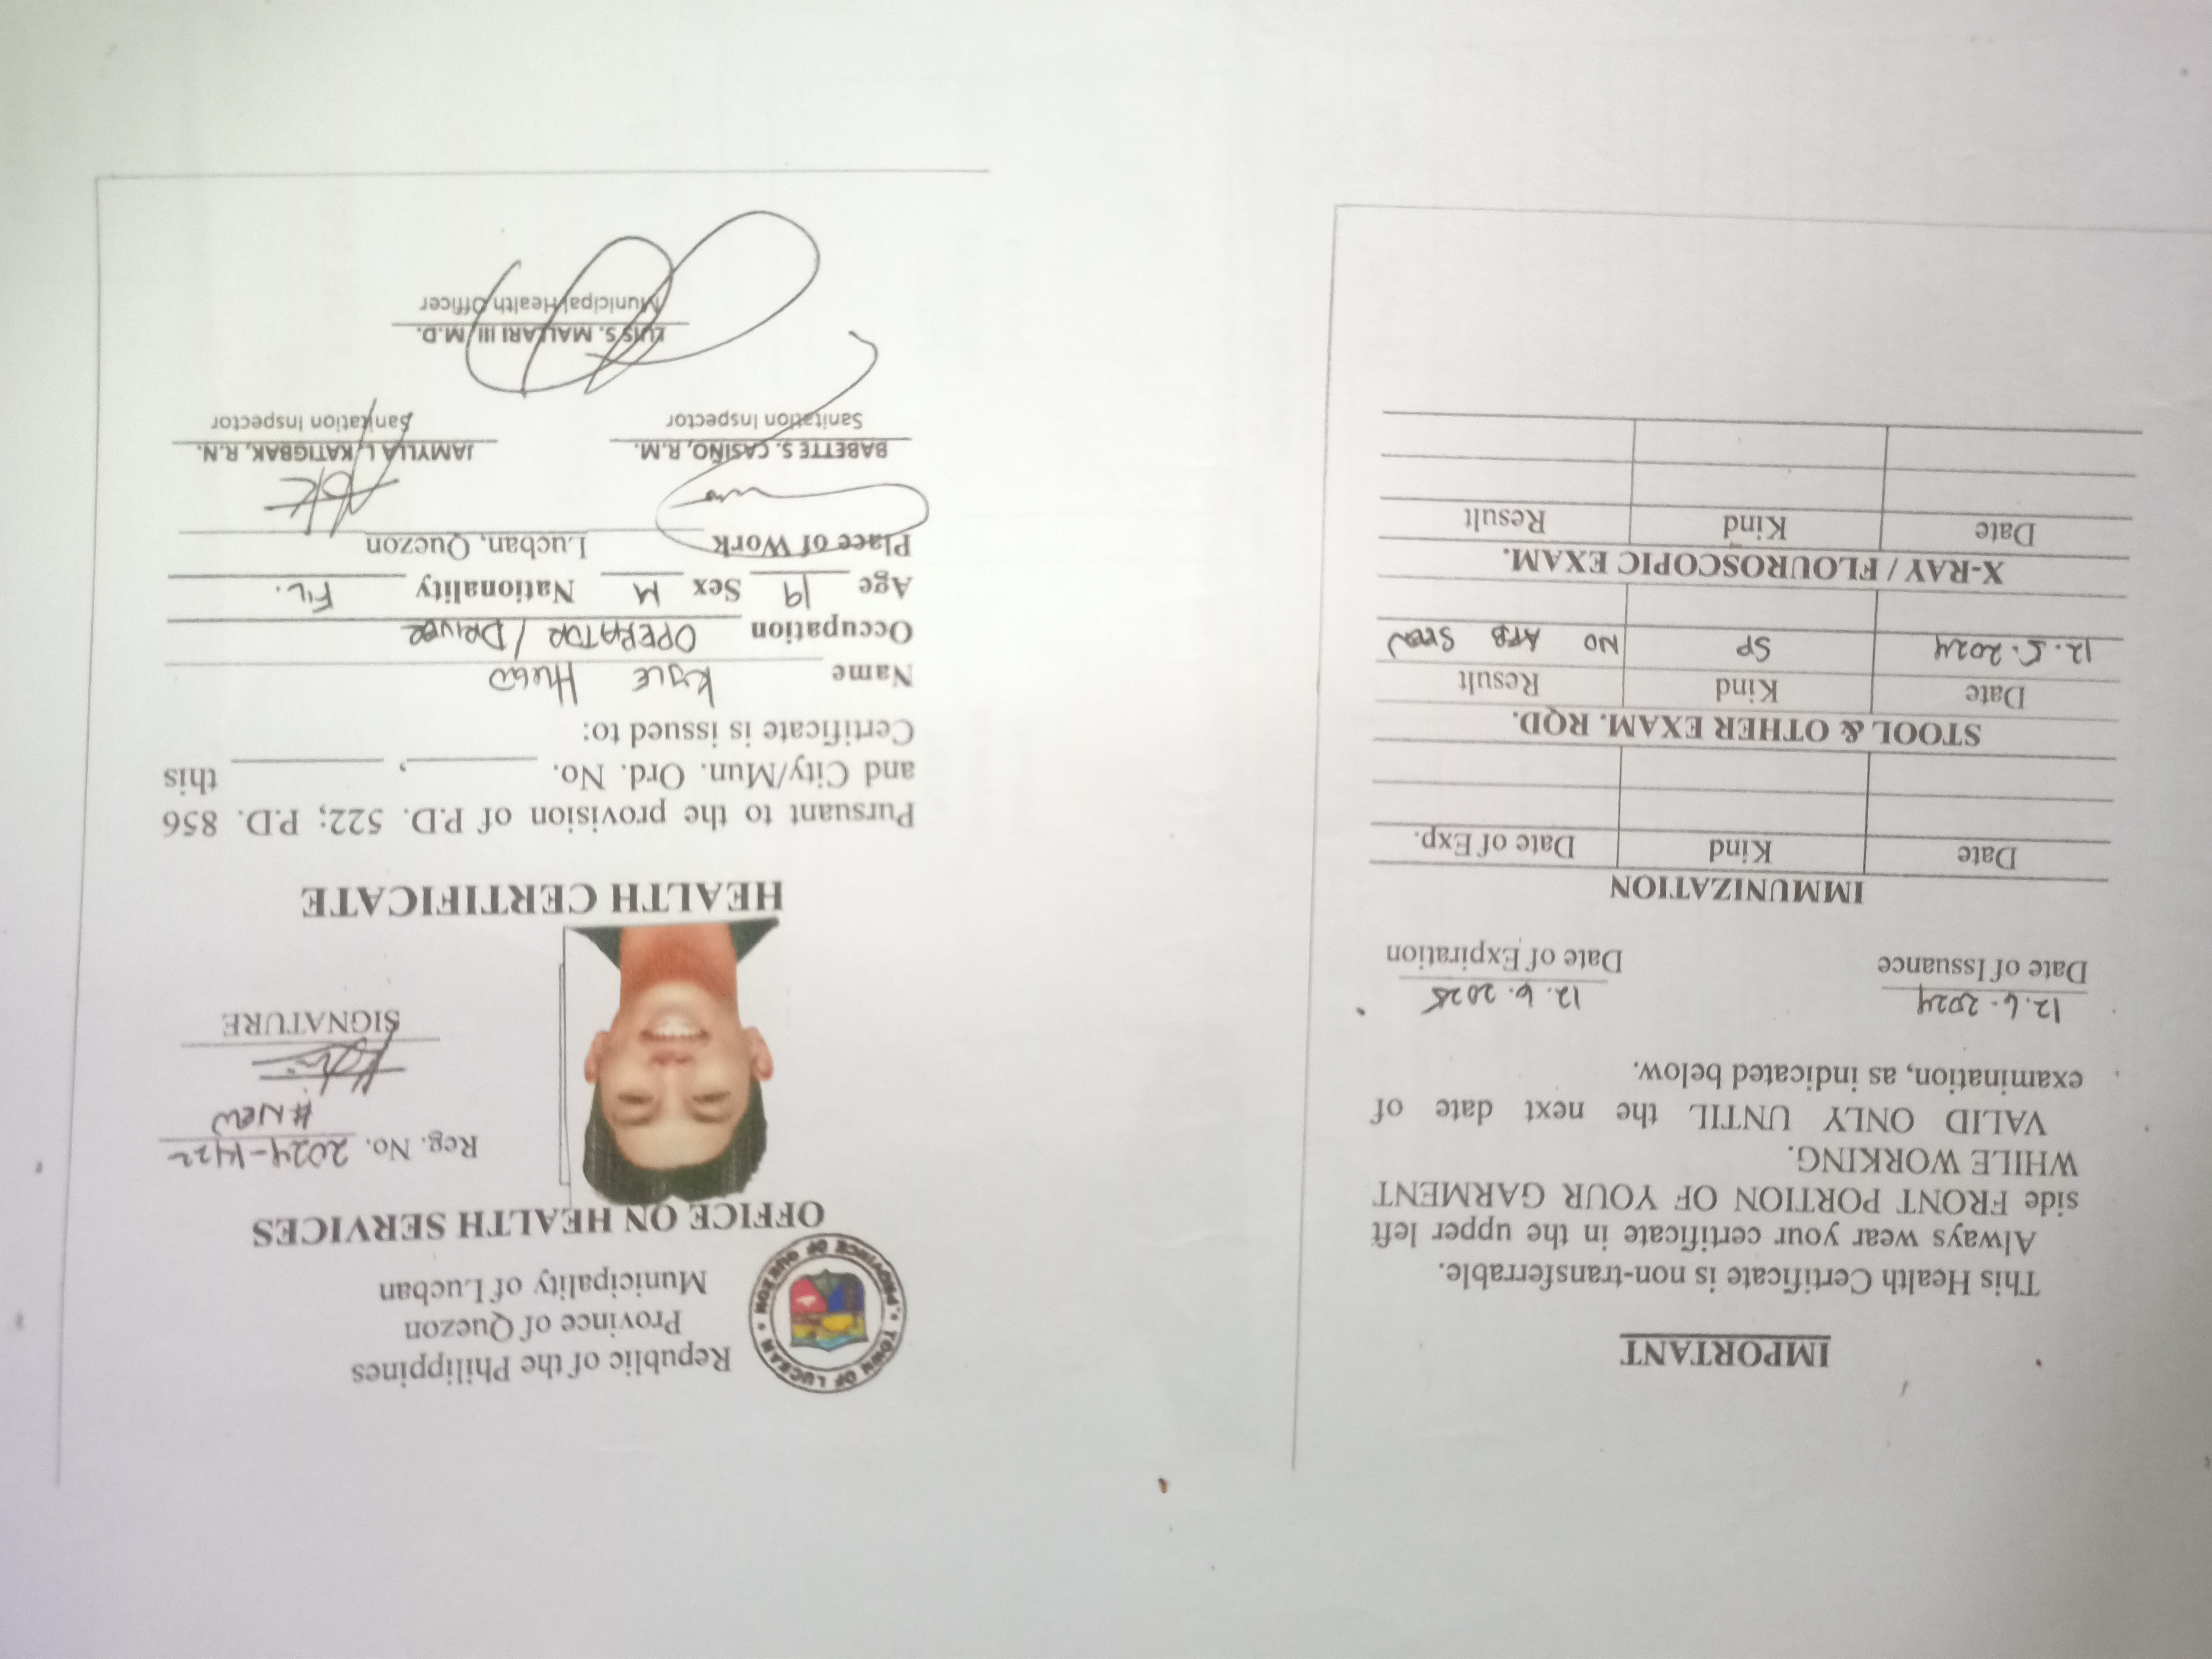 IMPORTANT
This Health Certificate is non-transferrable.
Always wear your certificate in the upper left
side FRONT PORTION OF YOUR GARMENT
WHILE WORKING.
VALID ONLY UNTIL the next date of
examination, as indicated below.
12.6.2024 12.6.2025
Date of Issuance Date of Expiration
IMMUNIZATION
Date Kind Date of Exp.
STOOL & OTHER EXAM. RQD.
Date Kind Result
12.5.2024 SP NO AFB SEEN
X-RAY / FLOUROSCOPIC EXAM.
Date Kind Result
TOWN OF LUCBAN
PROVINCE OF QUEZON
Republic of the Philippines
Province of Quezon
Municipality of Lucban
OFFICE ON HEALTH SERVICES
Reg. No. 2024-1422
#NEW
SIGNATURE
HEALTH CERTIFICATE
Pursuant to the provision of P.D. 522; P.D. 856
and City/Mun. Ord. No. ________, ________ this
Certificate is issued to:
Name KYLE HUGO
Occupation OPERATOR / DRIVER
Age 19 Sex M Nationality FIL.
Place of Work Lucban, Quezon
BABETTE S. CASIÑO, R.M. JAMYLLA L. KATIGBAK, R.N.
Sanitation Inspector Sanitation Inspector
LUIS S. MALLARI III, M.D.
Municipal Health Officer